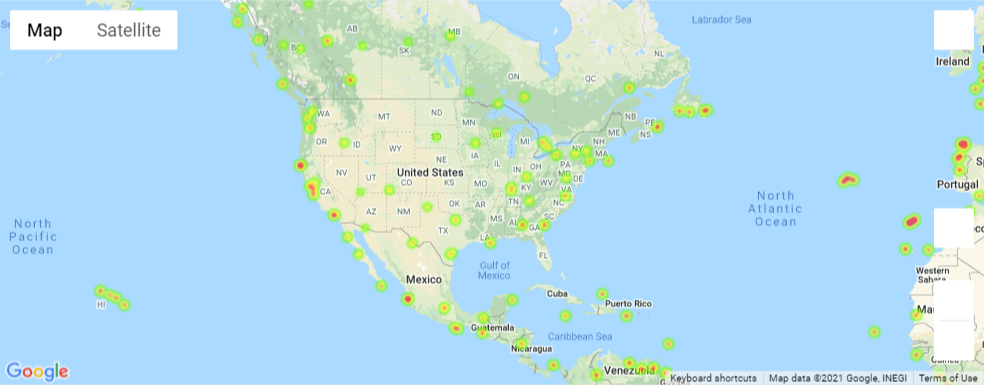 Map
Satellite
Labrador Sea
Ireland
BC
AB
SK
MB
ON
QC
NL
NB
PE
NS
WA
MT
ND
MN
OR
ID
WY
SD
WI
MI
NY
NH
ME
MA
NV
UT
CO
NE
IA
IL
IN
OH
PA
MD
DE
United States
CA
KS
MO
KY
WV
VA
AZ
NM
OK
AR
TN
NC
TX
MS
AL
GA
SC
LA
FL
North
Pacific
Ocean
North
Atlantic
Ocean
Portugal
Gulf of
Mexico
Mexico
Cuba
Puerto Rico
HI
Guatemala
Caribbean Sea
Nicaragua
Venezuela
Western
Sahara
Google
Keyboard shortcuts
Map data ©2021 Google, INEGI
Terms of Use